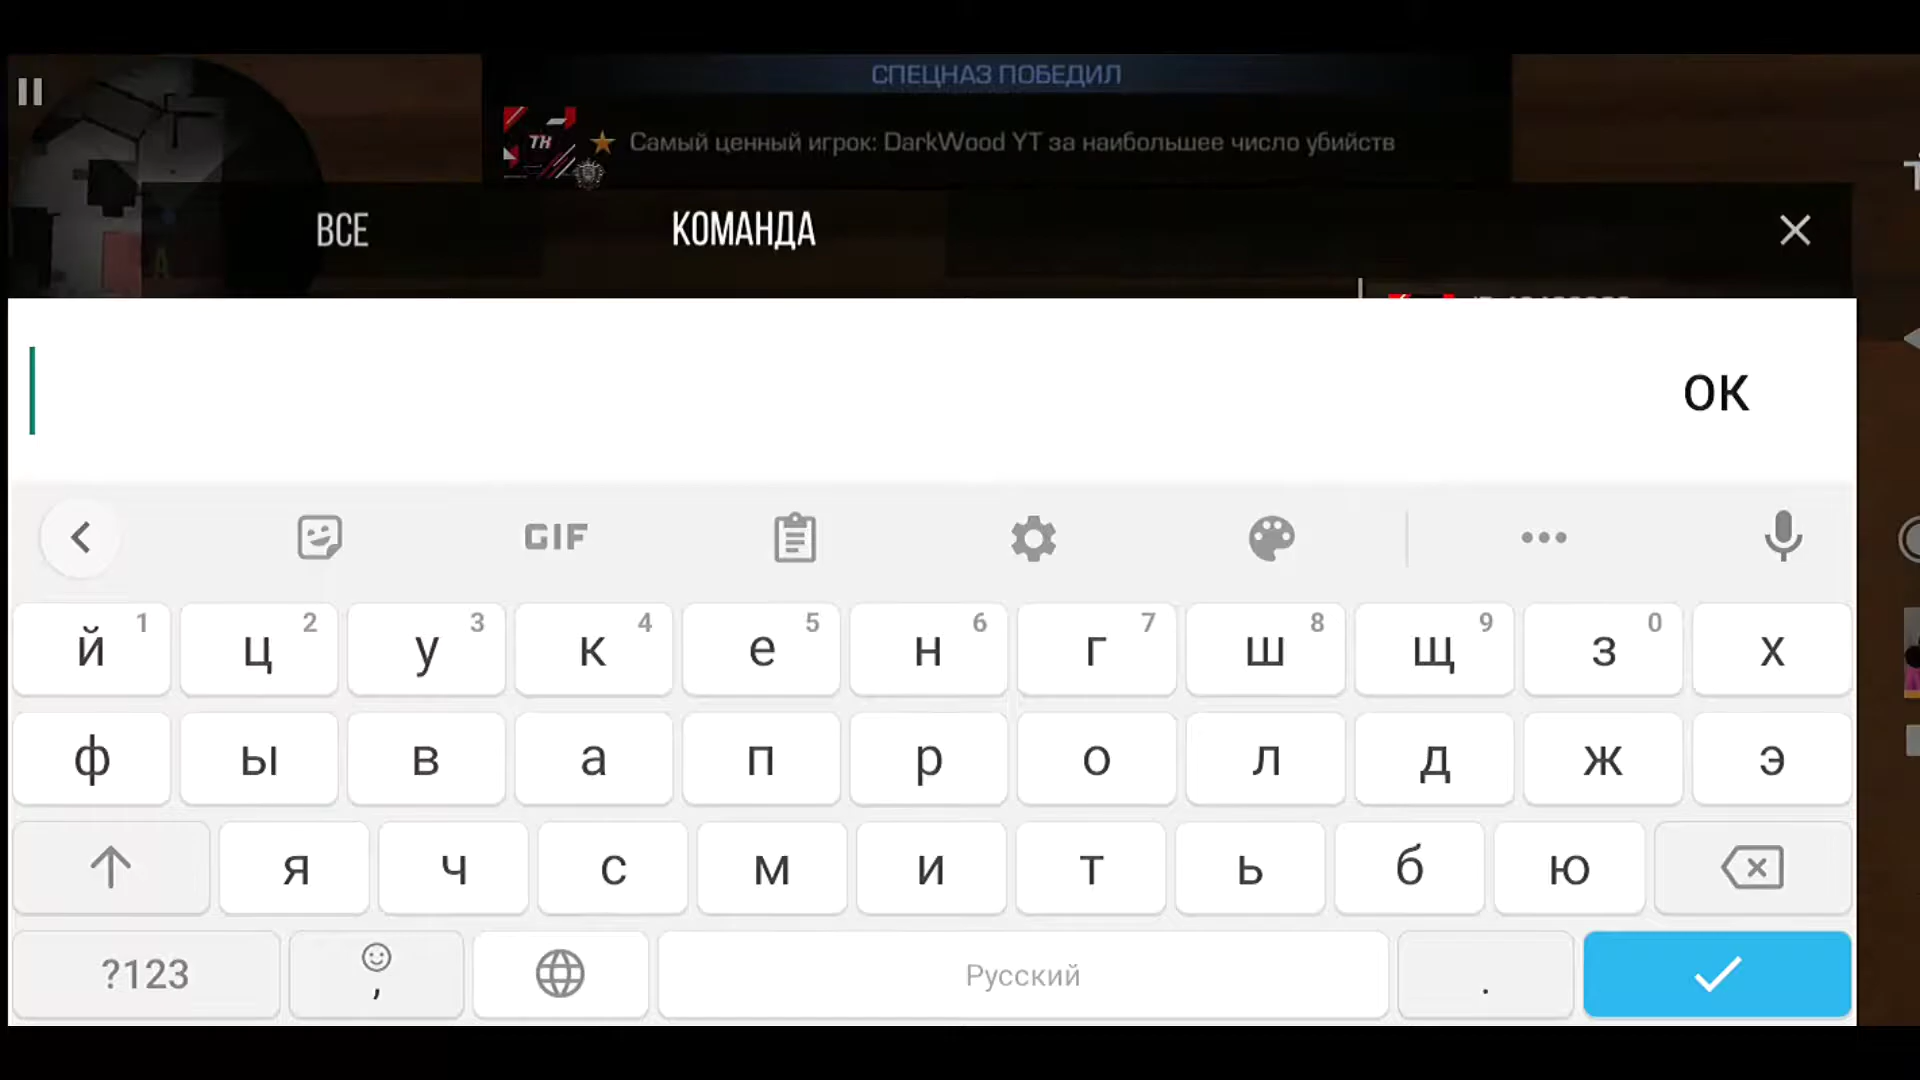 СПЕЦНАЗ ПОБЕДИЛ
TH
Самый ценный игрок: DarkWood YT за наибольшее число убийств
ВСЕ КОМАНДА
A
OK
GIF
й 1 ц 2 у 3 к 4 е 5 н 6 г 7 ш 8 щ 9 з 0 х
ф ы в а п р о л д ж э
я ч с м и т ь б ю
?123 , Русский .